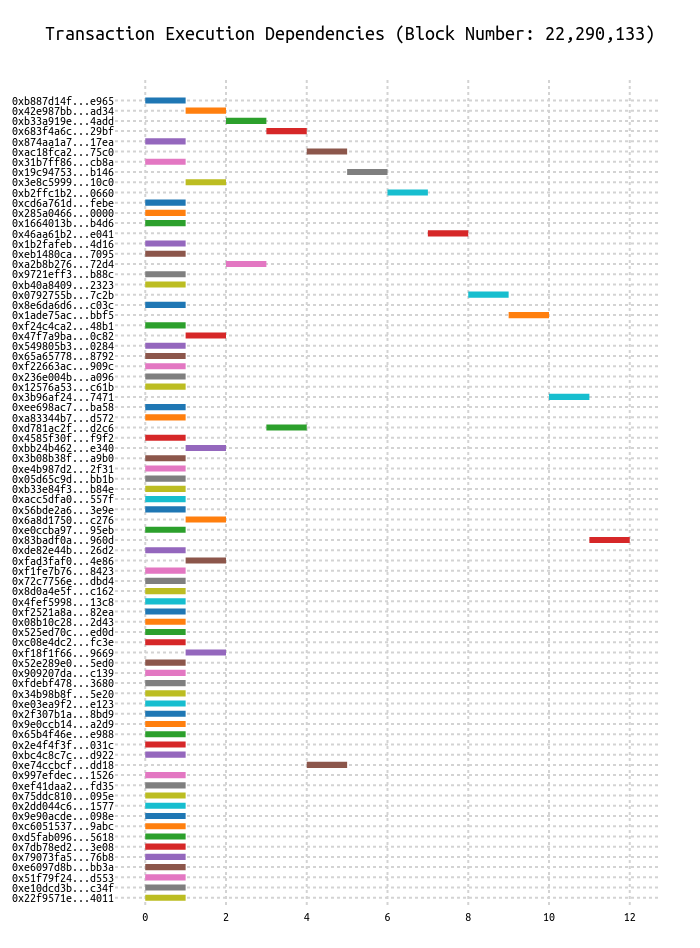 Transaction Execution Dependencies (Block Number: 22,290,133)
0xb887d14f...e965
0x42e987bb...ad34
0xb33a919e...4add
0x683f4a6c...29bf
0x874aa1a7...17ea
0xac18fca2...75c0
0x31b7ff86...cb8a
0x19c94753...b146
0x3e8c5999...10c0
0xb2ffc1b2...0660
0xcd6a761d...febe
0x285a0466...0000
0x1664013b...b4d6
0x46aa61b2...e041
0x1b2fafeb...4d16
0xeb1480ca...7095
0xa2b8b276...72d4
0x9721eff3...b88c
0xb40a8409...2323
0x0792755b...7c2b
0x8e6da6d6...c03c
0x1ade75ac...bbf5
0xf24c4ca2...48b1
0x47f7a9ba...0c82
0x549805b3...0284
0x65a65778...8792
0xf22663ac...909c
0x236e004b...a096
0x12576a53...c61b
0x3b96af24...7471
0xee698ac7...ba58
0xa83344b7...d572
0xd781ac2f...d2c6
0x4585f30f...f9f2
0xbb24b462...e340
0x3b08b38f...a9b0
0xe4b987d2...2f31
0x05d65c9d...bb1b
0xb33e84f3...b84e
0xacc5dfa0...557f
0x56bde2a6...3e9e
0x6a8d1750...c276
0xe0ccba97...95eb
0x83badf0a...960d
0xde82e44b...26d2
0xfad3faf0...4e86
0xf1fe7b76...8423
0x72c7756e...dbd4
0x8d0a4e5f...c162
0x4fef5998...13c8
0xf2521a8a...82ea
0x08b10c28...2d43
0x525ed70c...ed0d
0xc08e4dc2...fc3e
0xf18f1f66...9669
0x52e289e0...5ed0
0x909207da...c139
0xfdebf478...3680
0x34b98b8f...5e20
0xe03ea9f2...e123
0x2f307b1a...8bd9
0x9e0ccb14...a2d9
0x65b4f46e...e988
0x2e4f4f3f...031c
0xbc4c8c7c...d922
0xe74ccbcf...dd18
0x997efdec...1526
0xef41daa2...fd35
0x75ddc810...095e
0x2dd044c6...1577
0x9e90acde...098e
0xc6051537...9abc
0xd5fab096...5618
0x7db78ed2...3e08
0x79073fa5...76b8
0xe6097d8b...bb3a
0x51f79f24...d553
0xe10dcd3b...c34f
0x22f9571e...4011
0 2 4 6 8 10 12